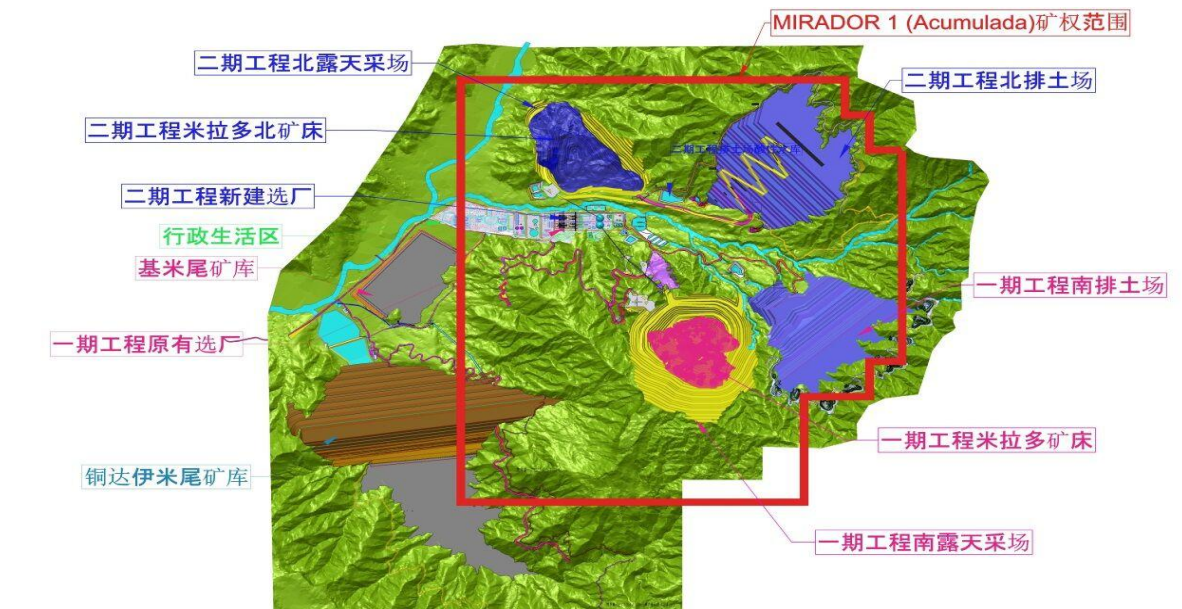 MIRADOR 1 (Acumulada)矿权范围
二期工程北露天采场
二期工程北排土场
二期工程米拉多北矿床
二期工程新建选厂
行政生活区
基米尾矿库
一期工程南排土场
一期工程原有选厂
一期工程米拉多矿床
铜达伊米尾矿库
一期工程南露天采场